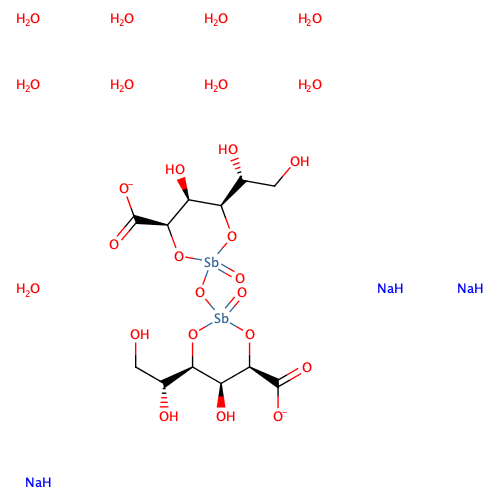 H₂O H₂O H₂O H₂O
H₂O H₂O H₂O H₂O
HO OH
HO
O⁻
O O
O Sb O
H₂O O O NaH NaH
Sb
OH O O O
OH OH O⁻
NaH